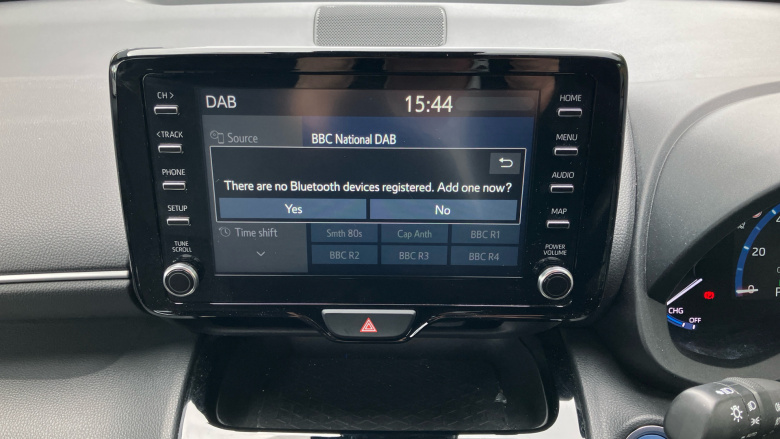 CH >
<TRACK
PHONE
SETUP
TUNE
SCROLL
DAB 15:44
Source BBC National DAB
There are no Bluetooth devices registered. Add one now?
Yes No
Time shift Smth 80s Cap Anth BBC R1
BBC R2 BBC R3 BBC R4
HOME
MENU
AUDIO
MAP
POWER
VOLUME
20
0
CHG
OFF